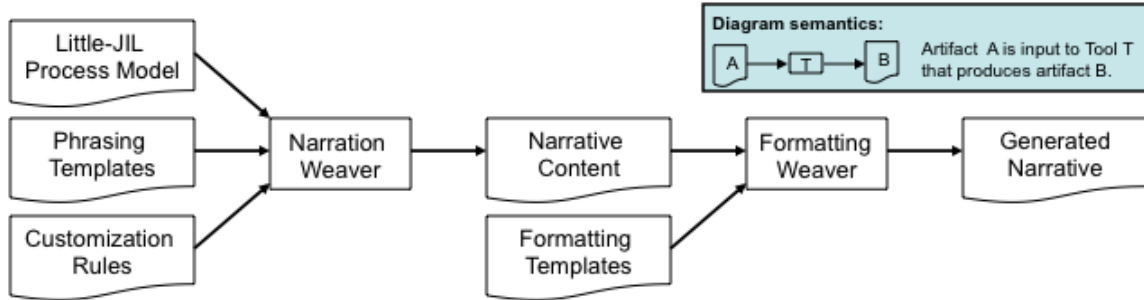 Diagram semantics:
A
T
B
Artifact A is input to Tool T
that produces artifact B.
Little-JIL
Process Model
Phrasing
Templates
Customization
Rules
Narration
Weaver
Narrative
Content
Formatting
Templates
Formatting
Weaver
Generated
Narrative